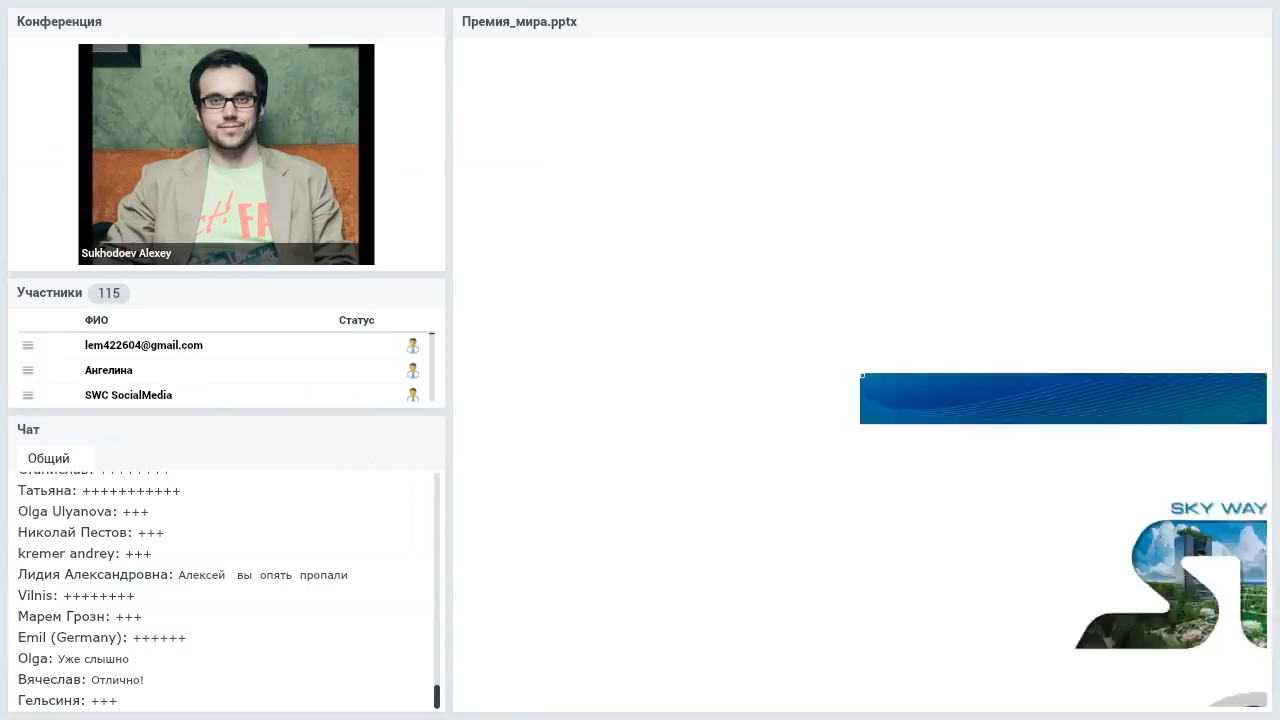 Конференция
Sukhodoev Alexey
Участники 115
ФИО Статус
lem422604@gmail.com
Ангелина
SWC SocialMedia
Чат
Общий
Станислав: ++++++++
Татьяна: +++++++++++
Olga Ulyanova: +++
Николай Пестов: +++
kremer andrey: +++
Лидия Александровна: Алексей вы опять пропали
Vilnis: ++++++++
Марем Грозн: +++
Emil (Germany): ++++++
Olga: Уже слышно
Вячеслав: Отлично!
Гельсиня: +++
Премия_мира.pptx
SKY WAY